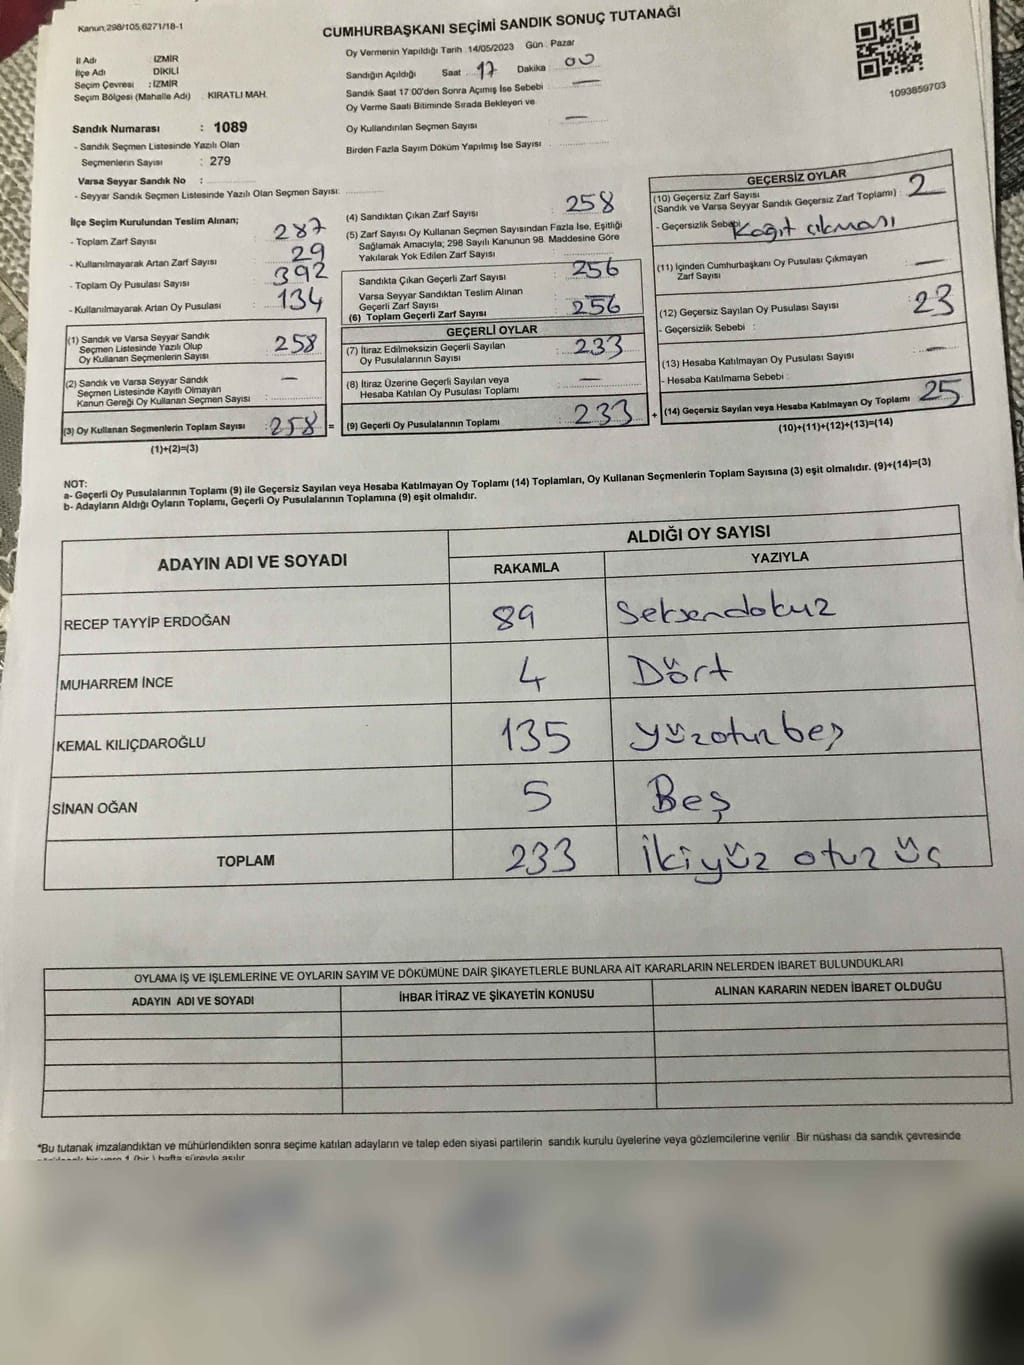 Kanun:298/105,6271/18-1
CUMHURBAŞKANI SEÇİMİ SANDIK SONUÇ TUTANAĞI
İl Adı : İZMİR
İlçe Adı : DİKİLİ
Seçim Çevresi : İZMİR
Seçim Bölgesi (Mahalle Adı) : KIRATLI MAH.
Sandık Numarası : 1089
- Sandık Seçmen Listesinde Yazılı Olan
Seçmenlerin Sayısı : 279
Varsa Seyyar Sandık No :
- Seyyar Sandık Seçmen Listesinde Yazılı Olan Seçmen Sayısı:
Oy Vermenin Yapıldığı Tarih : 14/05/2023 Gün : Pazar
Sandığın Açıldığı Saat : 17 Dakika : 00
Sandık Saat 17:00'den Sonra Açılmış İse Sebebi : —
Oy Verme Saati Bitiminde Sırada Bekleyen ve
Oy Kullandırılan Seçmen Sayısı : —
Birden Fazla Sayım Döküm Yapılmış İse Sayısı :
1093859703
İlçe Seçim Kurulundan Teslim Alınan;
- Toplam Zarf Sayısı : 287
- Kullanılmayarak Artan Zarf Sayısı : 29
- Toplam Oy Pusulası Sayısı : 392
- Kullanılmayarak Artan Oy Pusulası : 134
(1) Sandık ve Varsa Seyyar Sandık
Seçmen Listesinde Yazılı Olup
Oy Kullanan Seçmenlerin Sayısı : 258
(2) Sandık ve Varsa Seyyar Sandık
Seçmen Listesinde Kayıtlı Olmayan
Kanun Gereği Oy Kullanan Seçmen Sayısı : —
(3) Oy Kullanan Seçmenlerin Toplam Sayısı : 258 =
(1)+(2)=(3)
(4) Sandıktan Çıkan Zarf Sayısı : 258
(5) Zarf Sayısı Oy Kullanan Seçmen Sayısından Fazla İse, Eşitliği
Sağlamak Amacıyla; 298 Sayılı Kanunun 98. Maddesine Göre
Yakılarak Yok Edilen Zarf Sayısı :
Sandıkta Çıkan Geçerli Zarf Sayısı : 256
Varsa Seyyar Sandıktan Teslim Alınan
Geçerli Zarf Sayısı :
(6) Toplam Geçerli Zarf Sayısı : 256
GEÇERLİ OYLAR
(7) İtiraz Edilmeksizin Geçerli Sayılan
Oy Pusulalarının Sayısı : 233
(8) İtiraz Üzerine Geçerli Sayılan veya
Hesaba Katılan Oy Pusulası Toplamı : —
(9) Geçerli Oy Pusulalarının Toplamı : 233 +
GEÇERSİZ OYLAR
(10) Geçersiz Zarf Sayısı
(Sandık ve Varsa Seyyar Sandık Geçersiz Zarf Toplamı) : 2
- Geçersizlik Sebebi : Kağıt çıkması
(11) İçinden Cumhurbaşkanı Oy Pusulası Çıkmayan
Zarf Sayısı : —
(12) Geçersiz Sayılan Oy Pusulası Sayısı : 23
- Geçersizlik Sebebi :
(13) Hesaba Katılmayan Oy Pusulası Sayısı : —
- Hesaba Katılmama Sebebi :
(14) Geçersiz Sayılan veya Hesaba Katılmayan Oy Toplamı : 25
(10)+(11)+(12)+(13)=(14)
NOT:
a- Geçerli Oy Pusulalarının Toplamı (9) ile Geçersiz Sayılan veya Hesaba Katılmayan Oy Toplamı (14) Toplamları, Oy Kullanan Seçmenlerin Toplam Sayısına (3) eşit olmalıdır. (9)+(14)=(3)
b- Adayların Aldığı Oyların Toplamı, Geçerli Oy Pusulalarının Toplamına (9) eşit olmalıdır.
ADAYIN ADI VE SOYADI
ALDIĞI OY SAYISI
RAKAMLA YAZIYLA
RECEP TAYYİP ERDOĞAN 89 Seksendokuz
MUHARREM İNCE 4 Dört
KEMAL KILIÇDAROĞLU 135 Yüzotuzbeş
SİNAN OĞAN 5 Beş
TOPLAM 233 İkiyüz otuz üç
OYLAMA İŞ VE İŞLEMLERİNE VE OYLARIN SAYIM VE DÖKÜMÜNE DAİR ŞİKAYETLERLE BUNLARA AİT KARARLARIN NELERDEN İBARET BULUNDUKLARI
ADAYIN ADI VE SOYADI İHBAR İTİRAZ VE ŞİKAYETİN KONUSU ALINAN KARARIN NEDEN İBARET OLDUĞU
*Bu tutanak imzalandıktan ve mühürlendikten sonra seçime katılan adayların ve talep eden siyasi partilerin sandık kurulu üyelerine veya gözlemcilerine verilir. Bir nüshası da sandık çevresinde
bir yere 1 (bir ) hafta süreyle asılır.